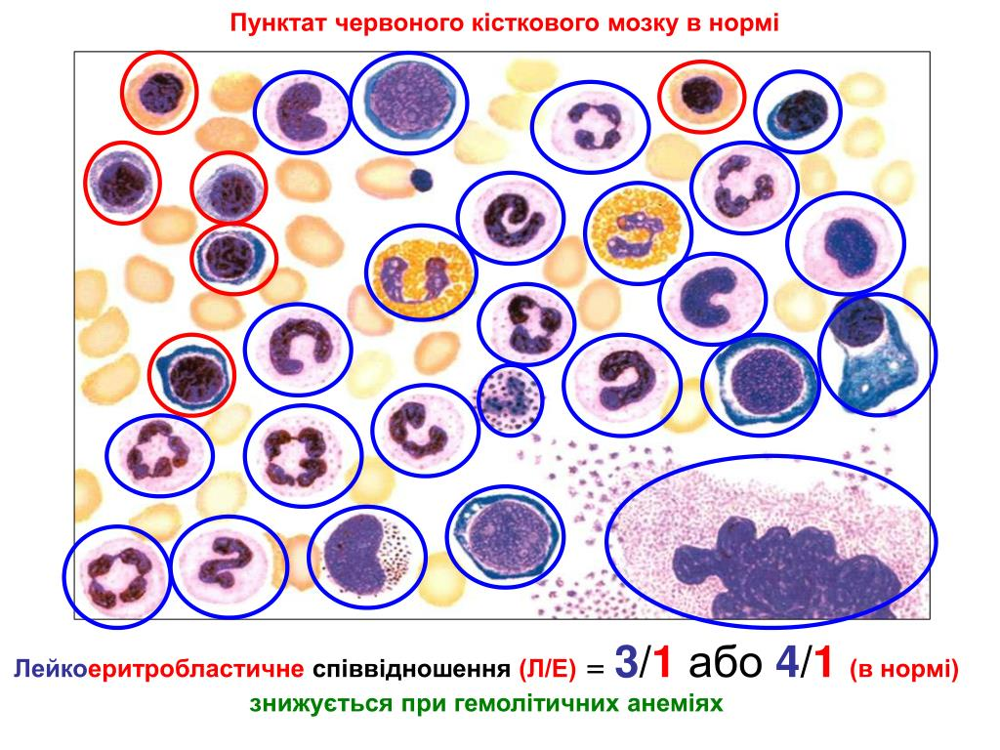 Пунктат червоного кісткового мозку в нормі
Лейкоеритробластичне співвідношення (Л/Е) = 3/1 або 4/1 (в нормі)
знижується при гемолітичних анеміях